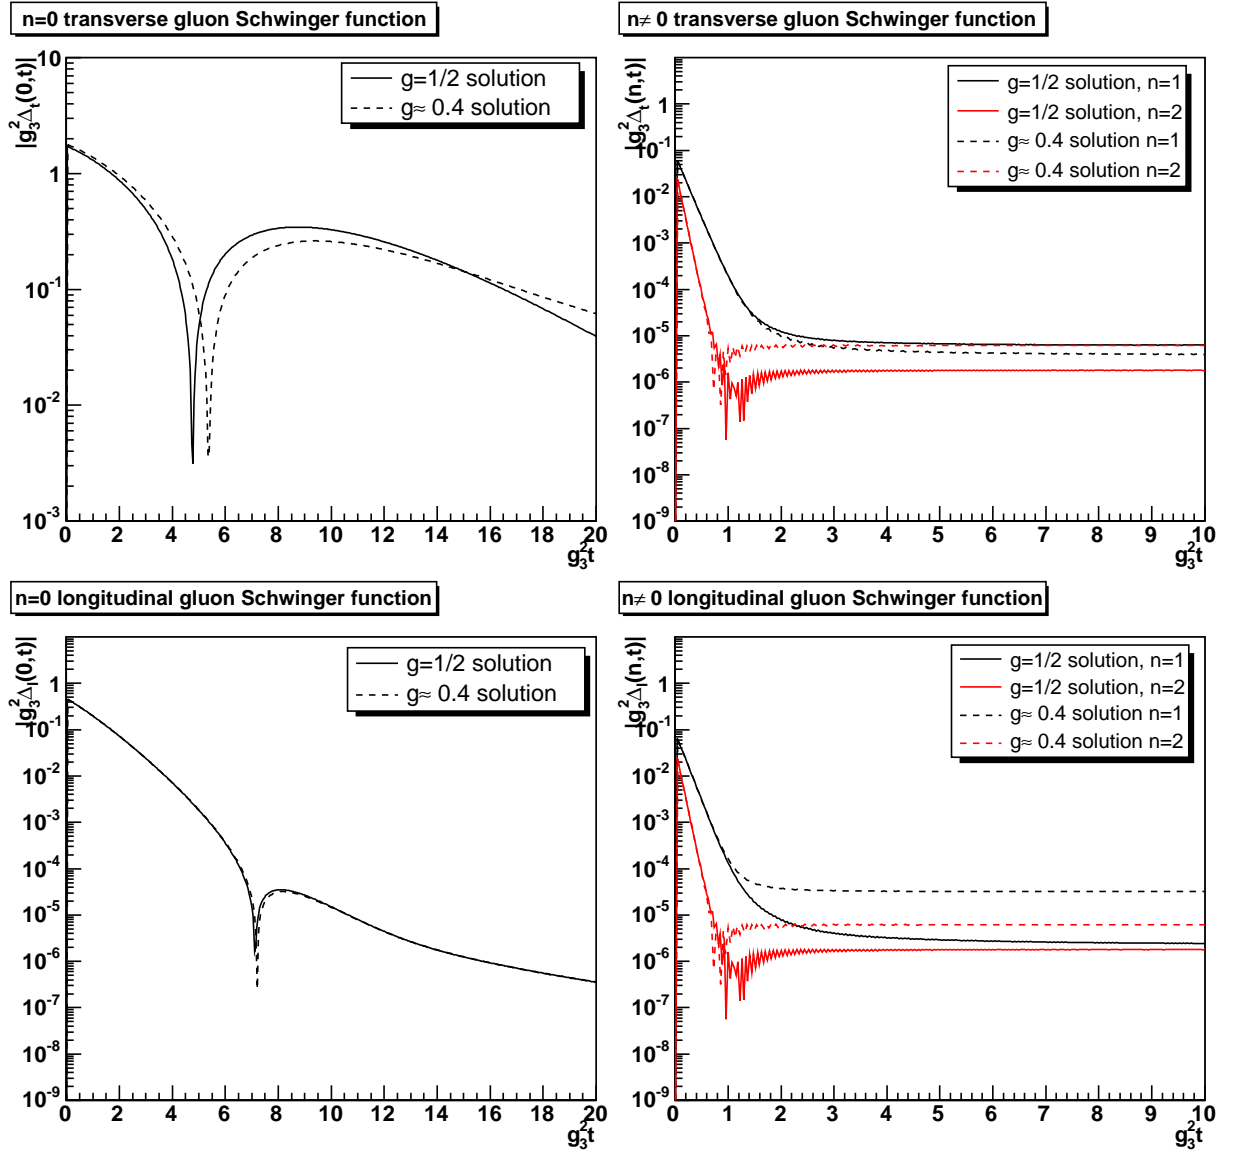 n=0 transverse gluon Schwinger function
|g₃²Δₜ(0,t)|
g=1/2 solution
g≈ 0.4 solution
10
1
10⁻¹
10⁻²
10⁻³
0 2 4 6 8 10 12 14 16 18 20
g₃²t
n≠ 0 transverse gluon Schwinger function
|g₃²Δₜ(n,t)|
g=1/2 solution, n=1
g=1/2 solution, n=2
g≈ 0.4 solution n=1
g≈ 0.4 solution n=2
1
10⁻¹
10⁻²
10⁻³
10⁻⁴
10⁻⁵
10⁻⁶
10⁻⁷
10⁻⁸
10⁻⁹
0 1 2 3 4 5 6 7 8 9 10
g₃²t
n=0 longitudinal gluon Schwinger function
|g₃²Δₗ(0,t)|
g=1/2 solution
g≈ 0.4 solution
1
10⁻¹
10⁻²
10⁻³
10⁻⁴
10⁻⁵
10⁻⁶
10⁻⁷
10⁻⁸
10⁻⁹
0 2 4 6 8 10 12 14 16 18 20
g₃²t
n≠ 0 longitudinal gluon Schwinger function
|g₃²Δₗ(n,t)|
g=1/2 solution, n=1
g=1/2 solution, n=2
g≈ 0.4 solution n=1
g≈ 0.4 solution n=2
1
10⁻¹
10⁻²
10⁻³
10⁻⁴
10⁻⁵
10⁻⁶
10⁻⁷
10⁻⁸
10⁻⁹
0 1 2 3 4 5 6 7 8 9 10
g₃²t